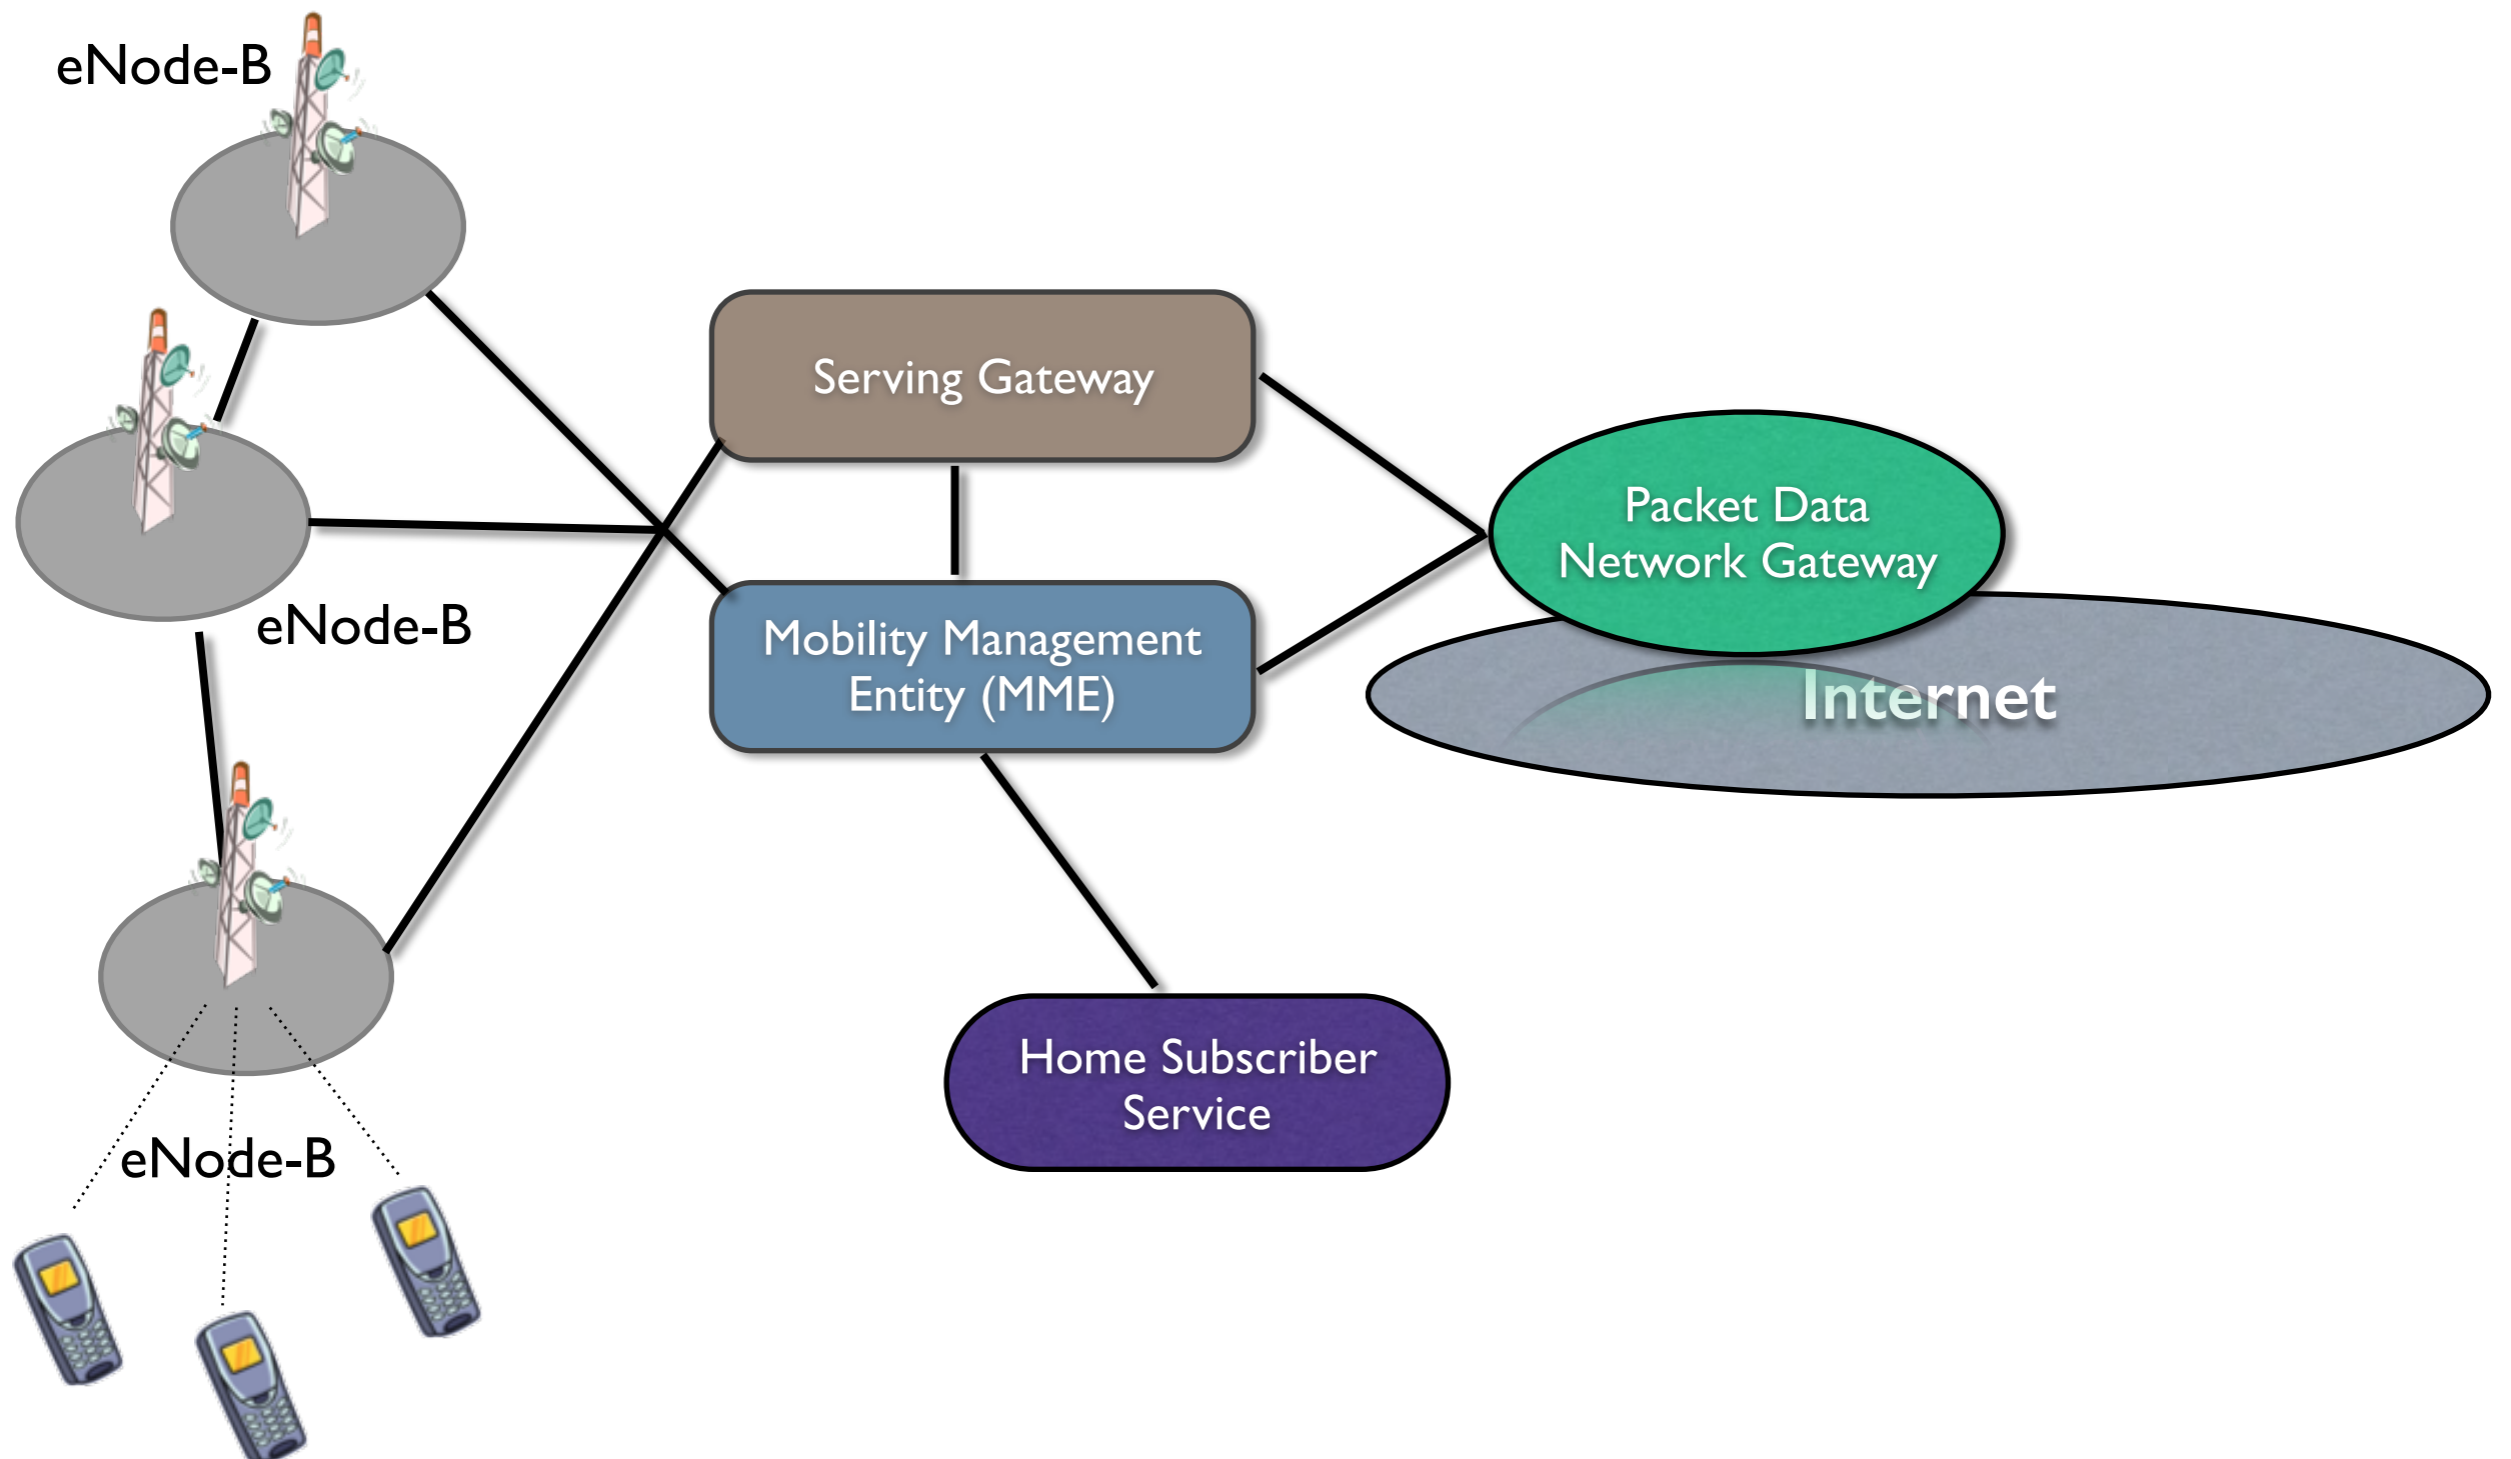 eNode-B
Serving Gateway
Packet Data
Network Gateway
eNode-B
Mobility Management
Entity (MME)
Internet
Home Subscriber
Service
eNode-B